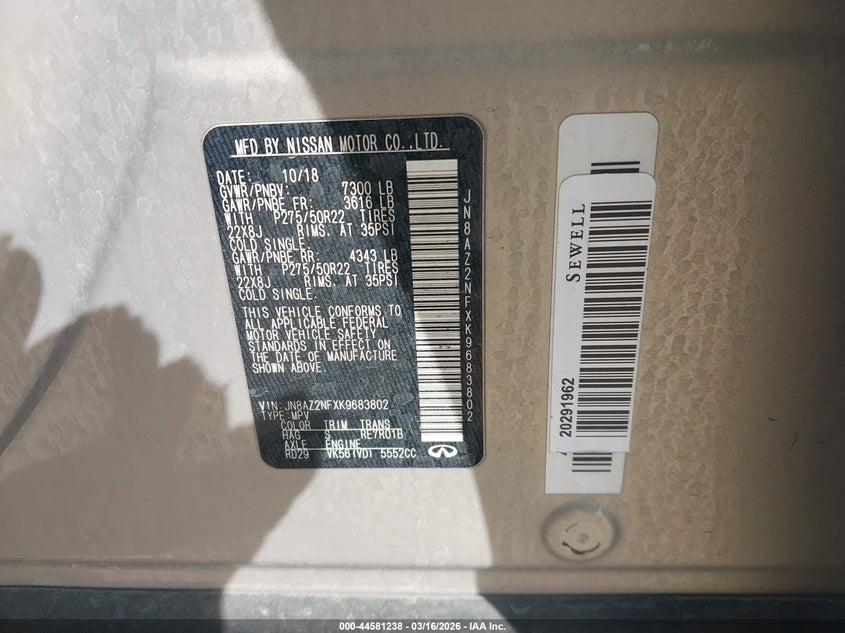 MFD BY NISSAN MOTOR CO.,LTD.
DATE: 10/18
GVWR/PNBV: 7300 LB
GAWR/PNBE FR: 3616 LB
WITH P275/50R22 TIRES
22X8J RIMS. AT 35PSI
COLD SINGLE.
GAWR/PNBE RR: 4343 LB
WITH P275/50R22 TIRES
22X8J RIMS. AT 35PSI
COLD SINGLE.
THIS VEHICLE CONFORMS TO
ALL APPLICABLE FEDERAL
MOTOR VEHICLE SAFETY
STANDARDS IN EFFECT ON
THE DATE OF MANUFACTURE
SHOWN ABOVE.
VIN: JN8AZ2NFXK9683802
TYPE:MPV
COLOR TRIM TRANS
HAG S RE7R01B
AXLE ENGINE
RD29 VK56(VD) 5552CC
JN8AZ2NFXK9683802
SEWELL
20291962
000-44581238 - 03/16/2026 - IAA Inc.